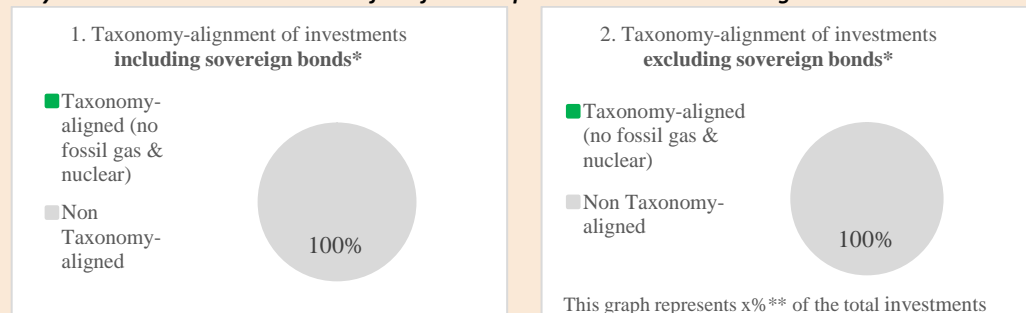 1. Taxonomy-alignment of investments
including sovereign bonds*
Taxonomy-
aligned (no
fossil gas &
nuclear)
Non
Taxonomy-
aligned
100%
2. Taxonomy-alignment of investments
excluding sovereign bonds*
Taxonomy-aligned
(no fossil gas &
nuclear)
Non Taxonomy-
aligned
100%
This graph represents x%** of the total investments